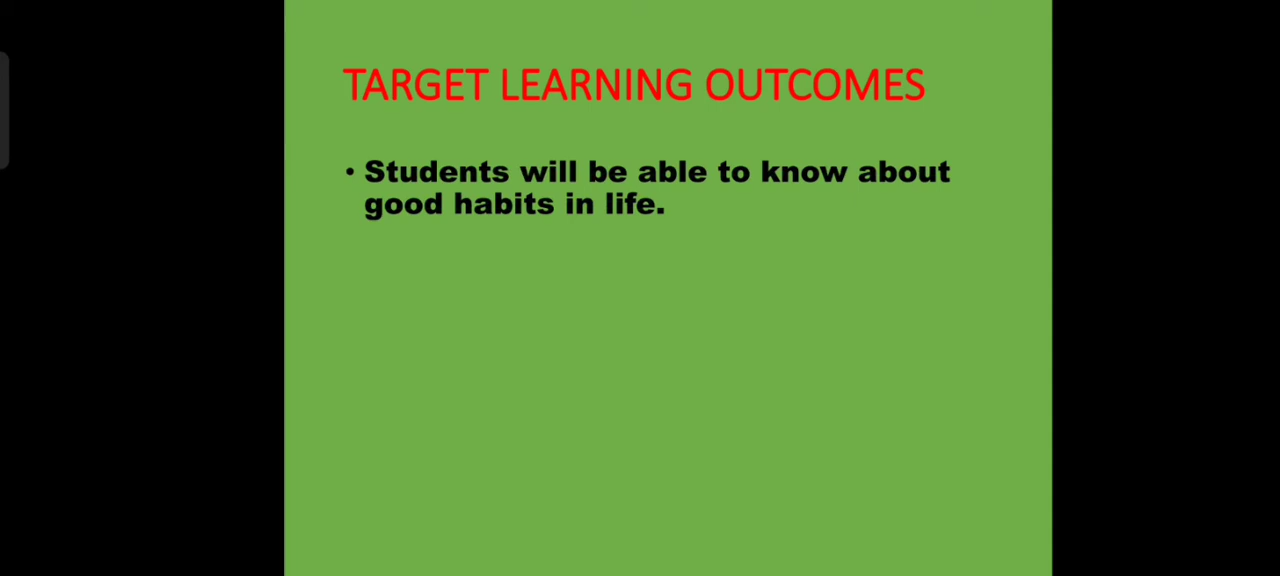 TARGET LEARNING OUTCOMES
• Students will be able to know about
good habits in life.